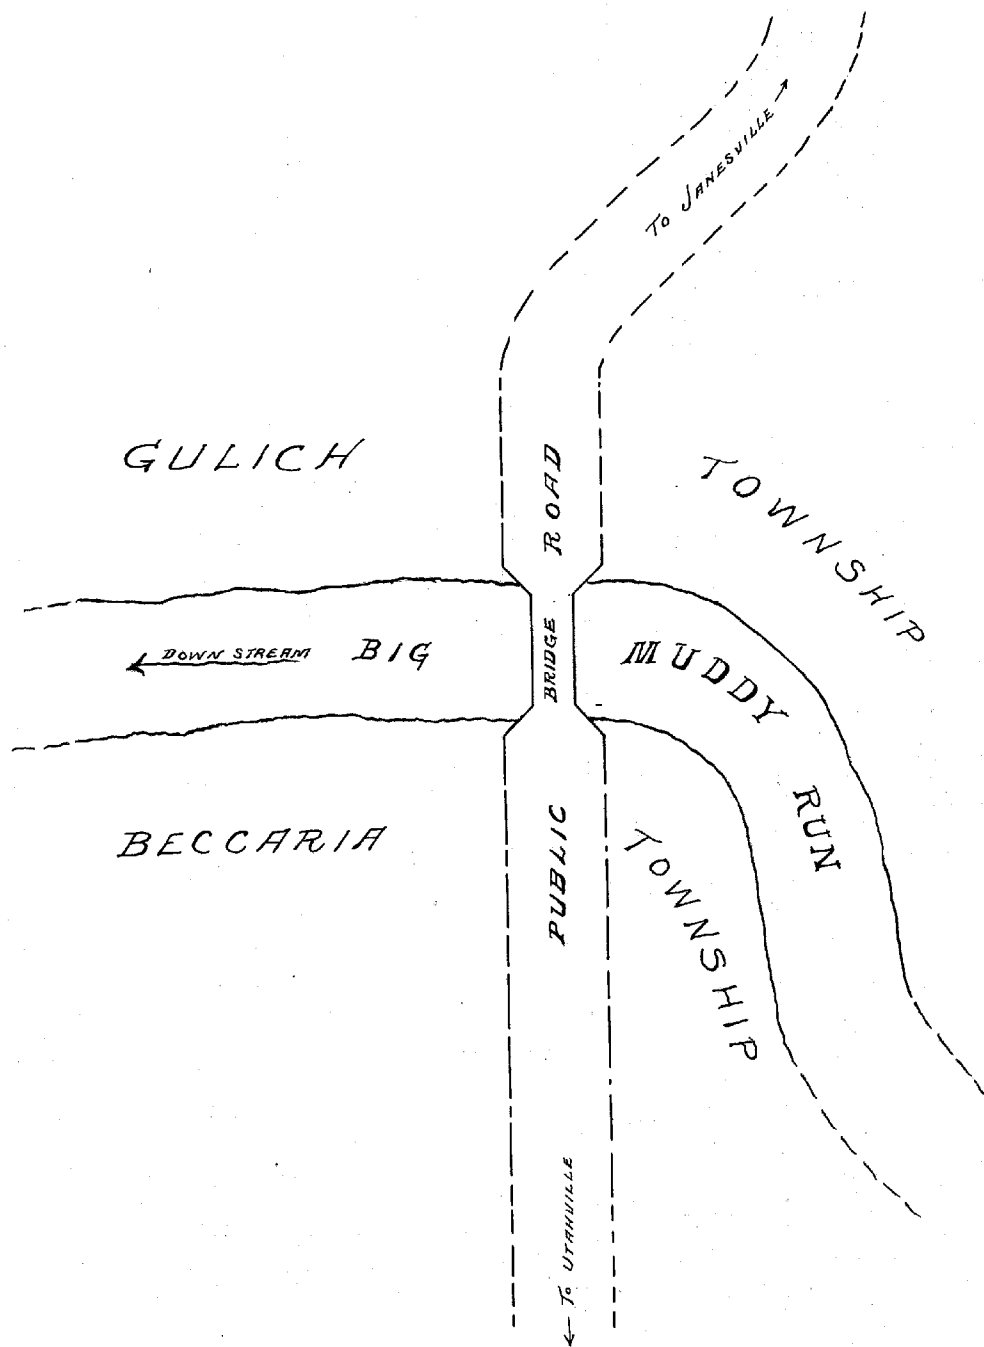 To JANESVILLE
GULICH TOWNSHIP
ROAD
DOWN STREAM
BIG MUDDY RUN
BRIDGE
BECCARIA TOWNSHIP
PUBLIC
To UTAHVILLE